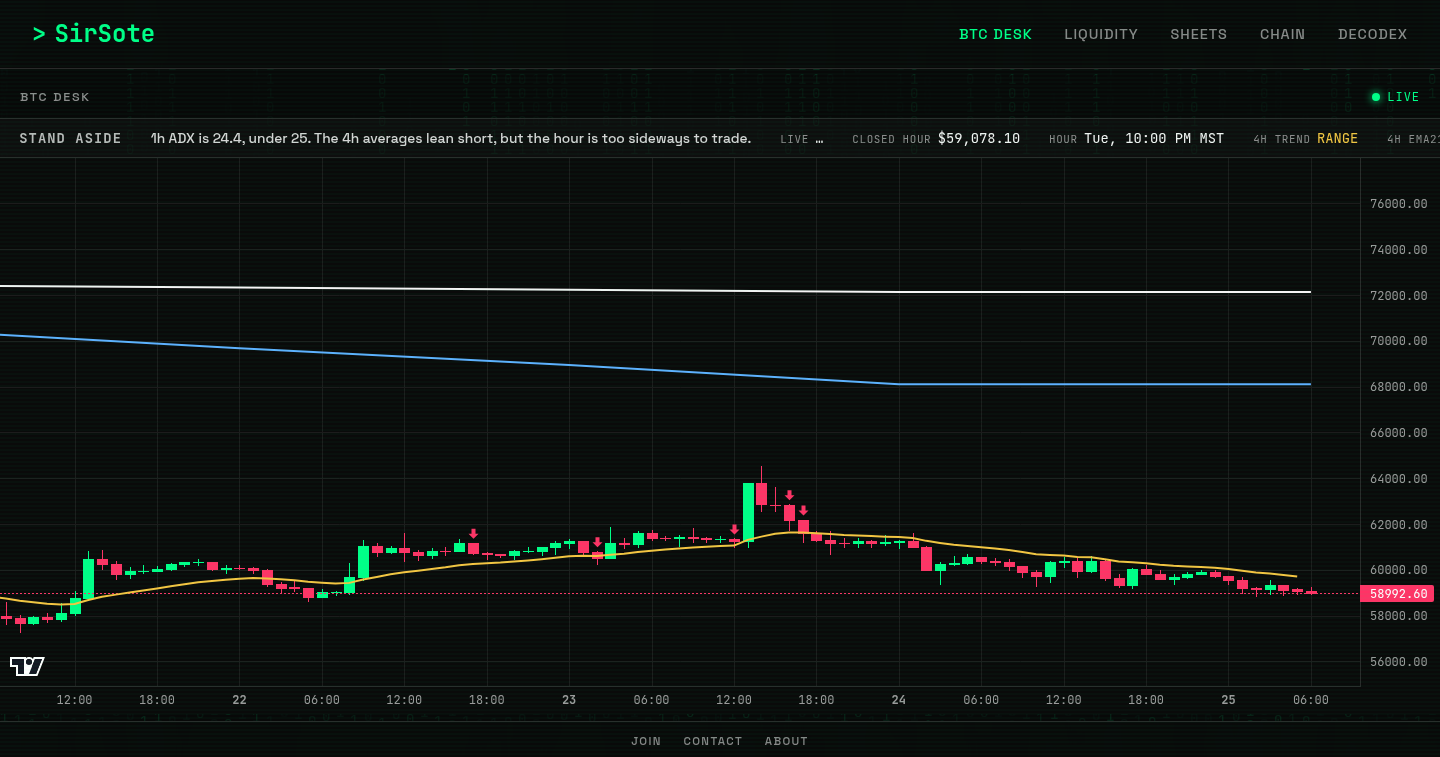 > SirSote
BTC DESK LIQUIDITY SHEETS CHAIN DECODEX
BTC DESK
LIVE
STAND ASIDE 1h ADX is 24.4, under 25. The 4h averages lean short, but the hour is too sideways to trade. LIVE … CLOSED HOUR $59,078.10 HOUR Tue, 10:00 PM MST 4H TREND RANGE 4H
76000.00
74000.00
72000.00
70000.00
68000.00
66000.00
64000.00
62000.00
60000.00
58992.60
58000.00
56000.00
12:00 18:00 22 06:00 12:00 18:00 23 06:00 12:00 18:00 24 06:00 12:00 18:00 25 06:00
JOIN CONTACT ABOUT